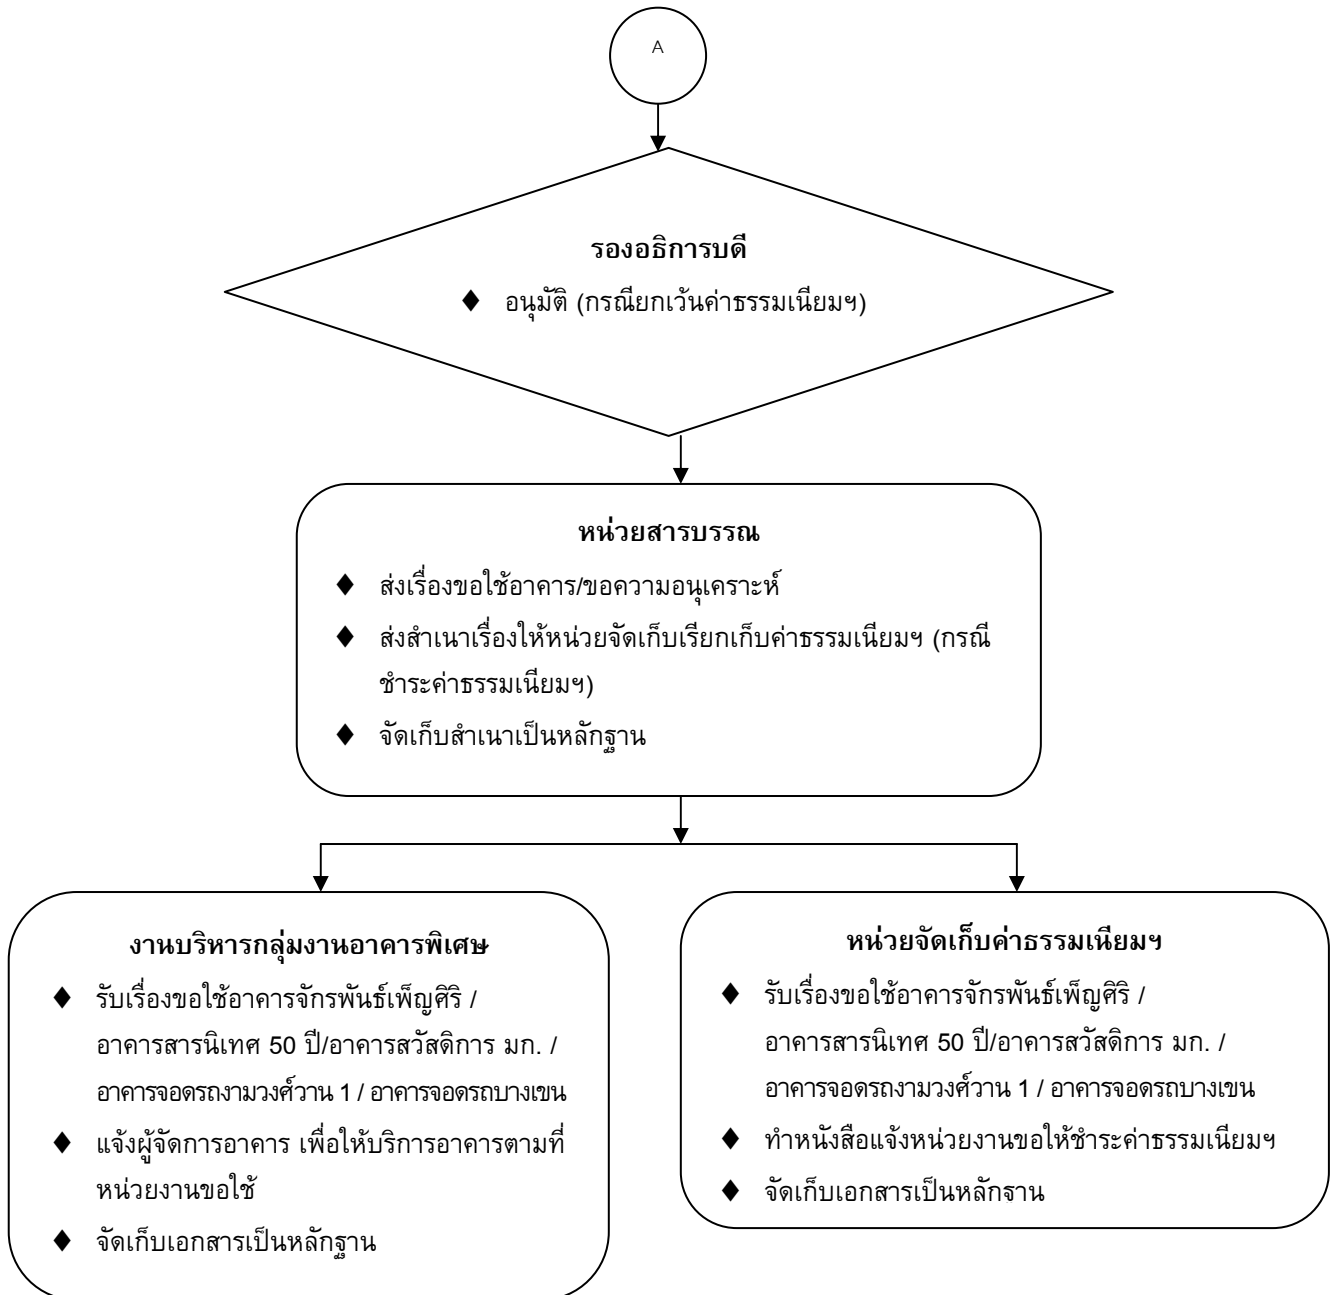 A
รองอธิการบดี
♦ อนุมัติ (กรณียกเว้นค่าธรรมเนียมฯ)
หน่วยสารบรรณ
♦ ส่งเรื่องขอใช้อาคาร/ขอความอนุเคราะห์
♦ ส่งสำเนาเรื่องให้หน่วยจัดเก็บเรียกเก็บค่าธรรมเนียมฯ (กรณี
ชำระค่าธรรมเนียมฯ)
♦ จัดเก็บสำเนาเป็นหลักฐาน
งานบริหารกลุ่มงานอาคารพิเศษ
♦ รับเรื่องขอใช้อาคารจักรพันธ์เพ็ญศิริ /
อาคารสารนิเทศ 50 ปี/อาคารสวัสดิการ มก. /
อาคารจอดรถงามวงศ์วาน 1 / อาคารจอดรถบางเขน
♦ แจ้งผู้จัดการอาคาร เพื่อให้บริการอาคารตามที่
หน่วยงานขอใช้
♦ จัดเก็บเอกสารเป็นหลักฐาน
หน่วยจัดเก็บค่าธรรมเนียมฯ
♦ รับเรื่องขอใช้อาคารจักรพันธ์เพ็ญศิริ /
อาคารสารนิเทศ 50 ปี/อาคารสวัสดิการ มก. /
อาคารจอดรถงามวงศ์วาน 1 / อาคารจอดรถบางเขน
♦ ทำหนังสือแจ้งหน่วยงานขอให้ชำระค่าธรรมเนียมฯ
♦ จัดเก็บเอกสารเป็นหลักฐาน